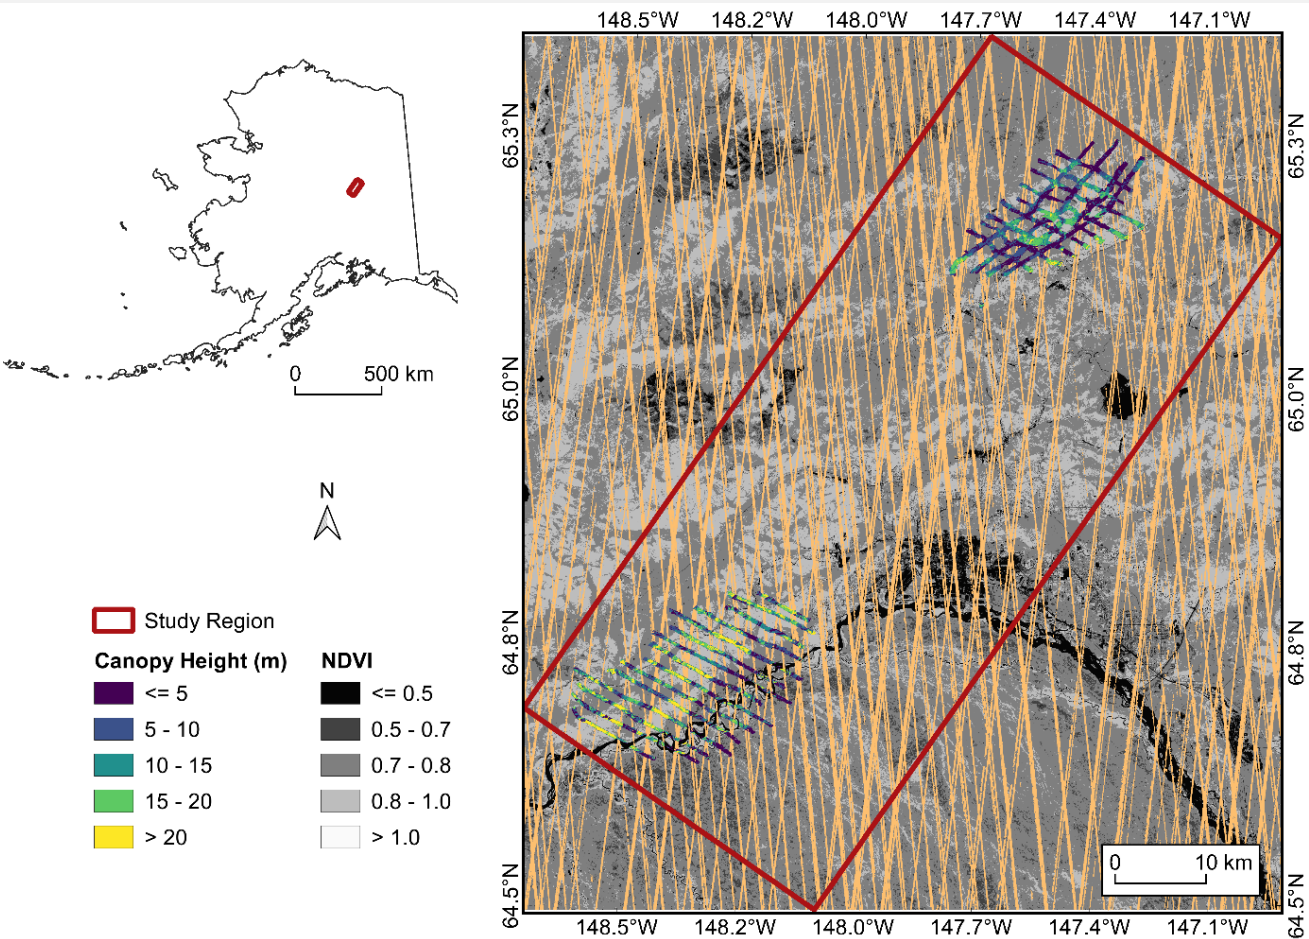 148.5°W 148.2°W 148.0°W 147.7°W 147.4°W 147.1°W
65.3°N
65.3°N
65.0°N
65.0°N
0 500 km
N
64.8°N
64.8°N
Study Region
Canopy Height (m) NDVI
<= 5 <= 0.5
5 - 10 0.5 - 0.7
10 - 15 0.7 - 0.8
15 - 20 0.8 - 1.0
> 20 > 1.0
0 10 km
64.5°N
64.5°N
148.5°W 148.2°W 148.0°W 147.7°W 147.4°W 147.1°W